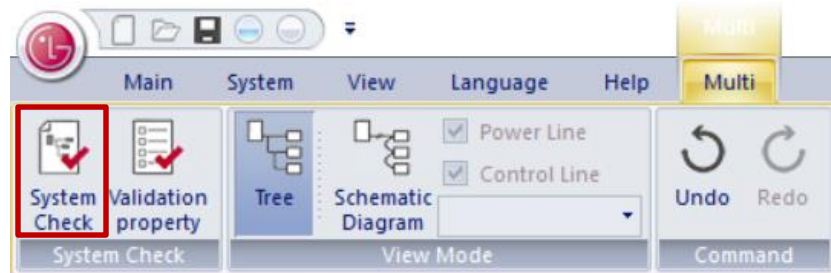 Multi
Main System View Language Help Multi
System Check
Validation property
Tree
Schematic Diagram
Power Line
Control Line
Undo
Redo
System Check
View Mode
Command